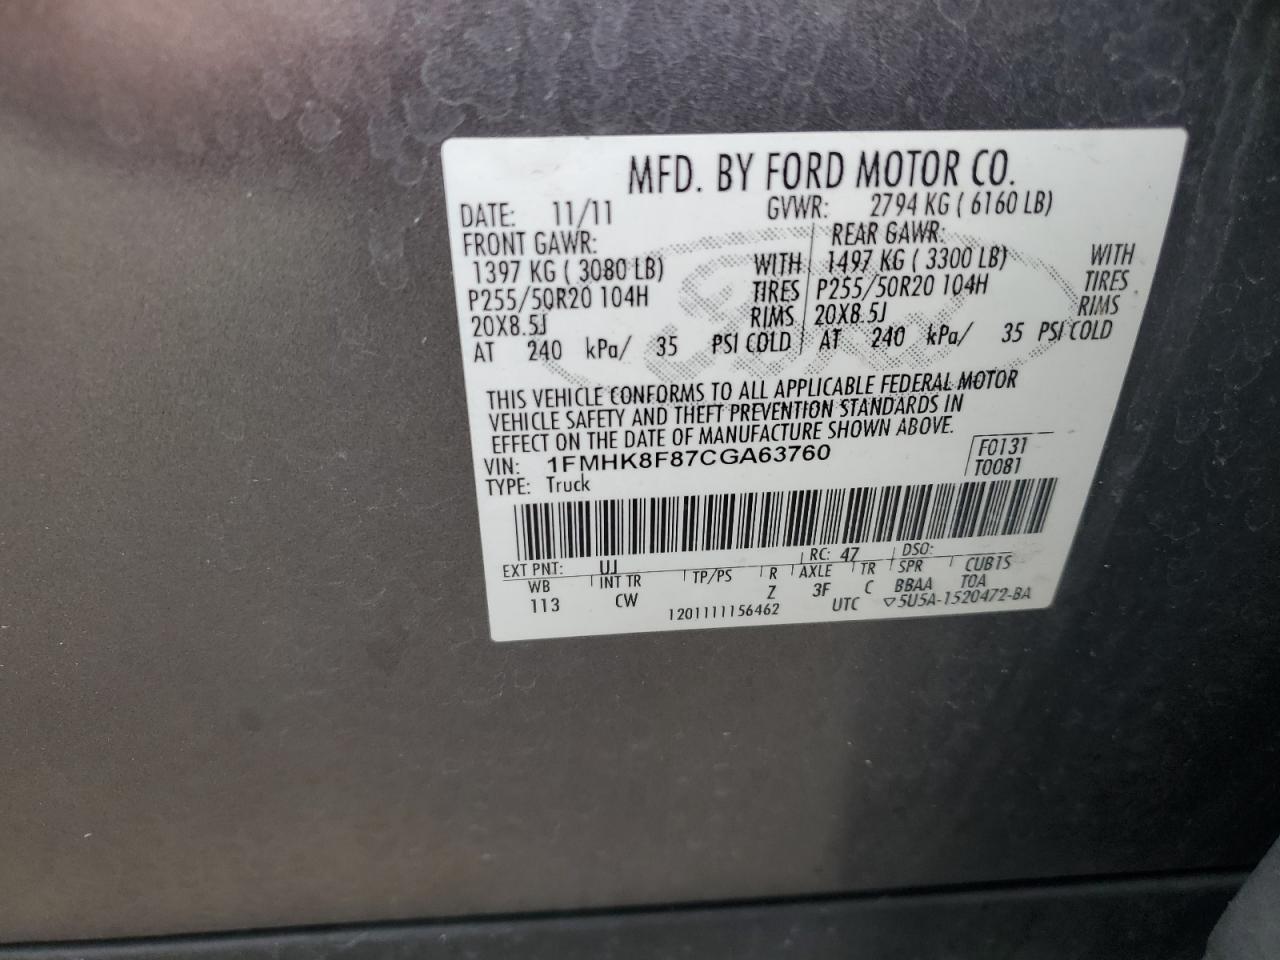 MFD. BY FORD MOTOR CO.
DATE: 11/11 GVWR: 2794 KG ( 6160 LB)
FRONT GAWR: REAR GAWR:
1397 KG ( 3080 LB) WITH 1497 KG ( 3300 LB) WITH
P255/50R20 104H TIRES P255/50R20 104H TIRES
20X8.5J RIMS 20X8.5J RIMS
AT 240 kPa/ 35 PSI COLD AT 240 kPa/ 35 PSI COLD
THIS VEHICLE CONFORMS TO ALL APPLICABLE FEDERAL MOTOR
VEHICLE SAFETY AND THEFT PREVENTION STANDARDS IN
EFFECT ON THE DATE OF MANUFACTURE SHOWN ABOVE.
VIN: 1FMHK8F87CGA63760 F0131
TYPE: Truck T0081
EXT PNT: UJ RC: 47 DSO:
WB INT TR TP/PS R AXLE TR SPR CUB1S
113 CW Z 3F C BBAA TOA
1201111156462 UTC ▽5U5A-1520472-BA